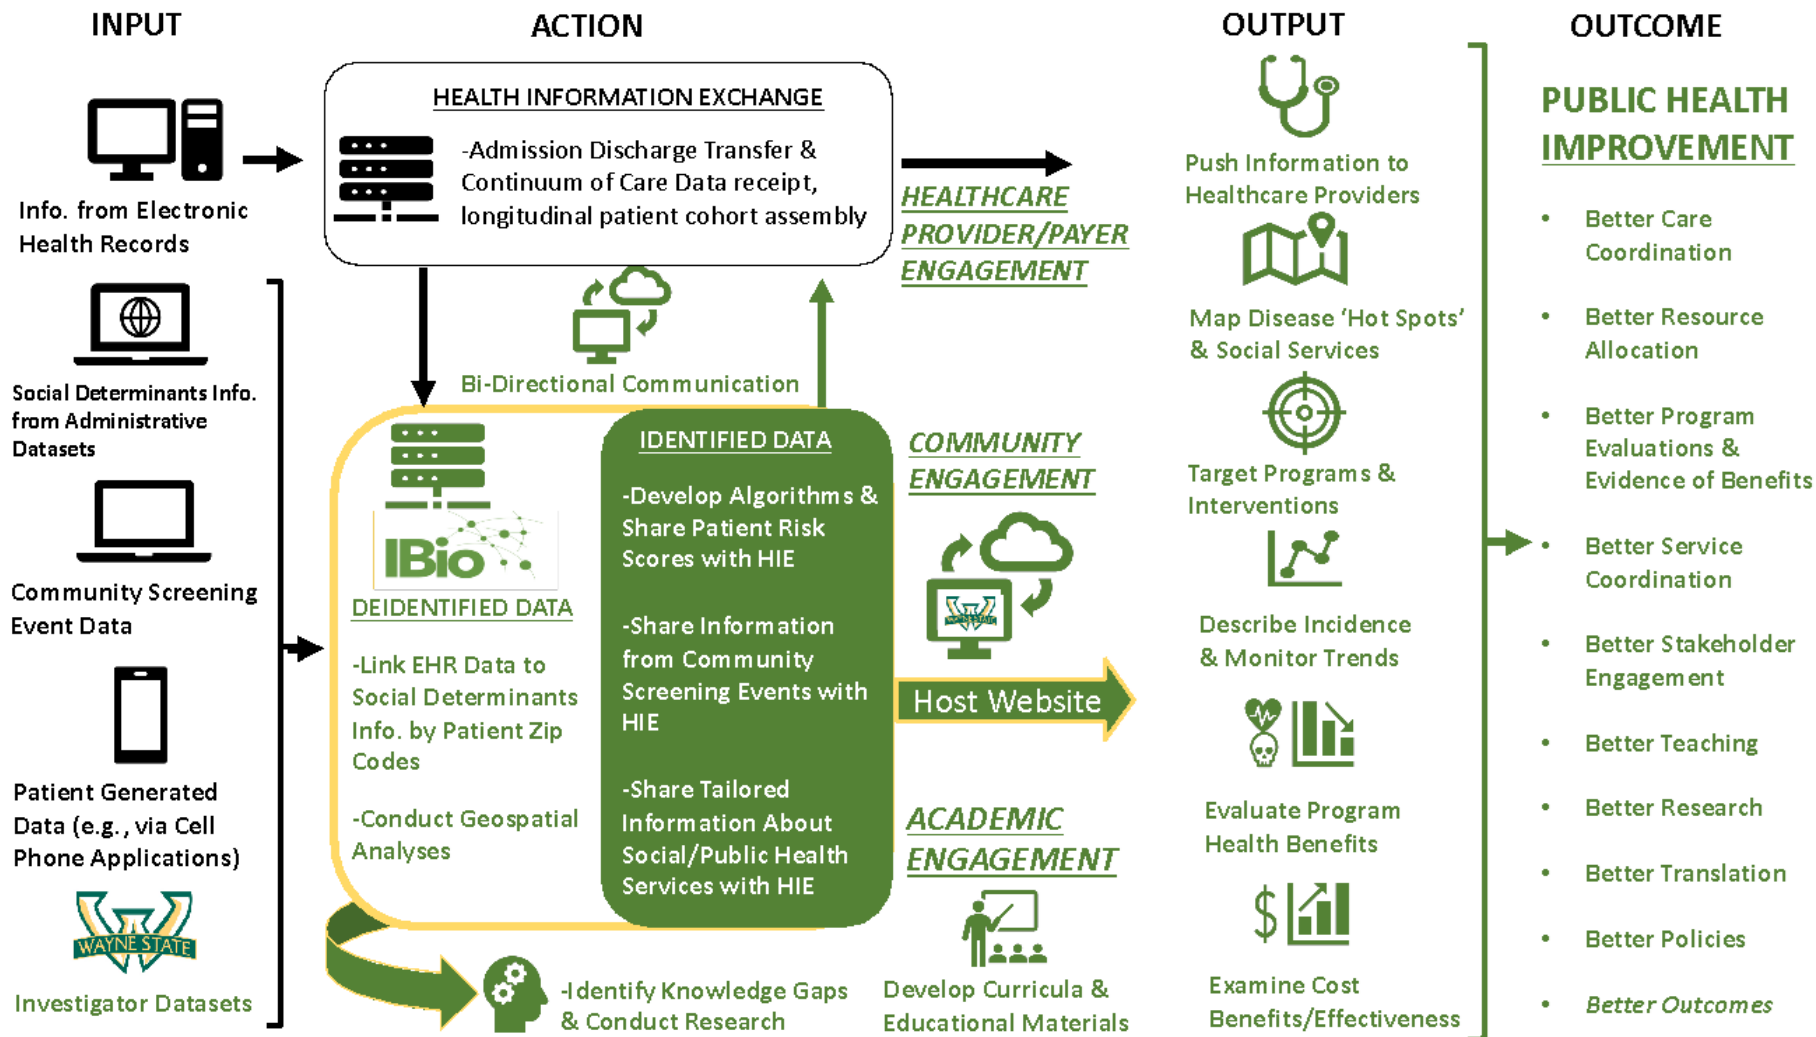 INPUT
ACTION
OUTPUT
OUTCOME
Info. from Electronic
Health Records
Social Determinants Info.
from Administrative
Datasets
Community Screening
Event Data
Patient Generated
Data (e.g., via Cell
Phone Applications)
WAYNE STATE
Investigator Datasets
HEALTH INFORMATION EXCHANGE
-Admission Discharge Transfer &
Continuum of Care Data receipt,
longitudinal patient cohort assembly
Bi-Directional Communication
IBio
DEIDENTIFIED DATA
-Link EHR Data to
Social Determinants
Info. by Patient Zip
Codes
-Conduct Geospatial
Analyses
IDENTIFIED DATA
-Develop Algorithms &
Share Patient Risk
Scores with HIE
-Share Information
from Community
Screening Events with
HIE
-Share Tailored
Information About
Social/Public Health
Services with HIE
-Identify Knowledge Gaps
& Conduct Research
HEALTHCARE
PROVIDER/PAYER
ENGAGEMENT
COMMUNITY
ENGAGEMENT
WAYNE STATE
Host Website
ACADEMIC
ENGAGEMENT
Develop Curricula &
Educational Materials
Push Information to
Healthcare Providers
Map Disease ‘Hot Spots’
& Social Services
Target Programs &
Interventions
Describe Incidence
& Monitor Trends
Evaluate Program
Health Benefits
$
Examine Cost
Benefits/Effectiveness
PUBLIC HEALTH
IMPROVEMENT
• Better Care
Coordination
• Better Resource
Allocation
• Better Program
Evaluations &
Evidence of Benefits
• Better Service
Coordination
• Better Stakeholder
Engagement
• Better Teaching
• Better Research
• Better Translation
• Better Policies
• Better Outcomes